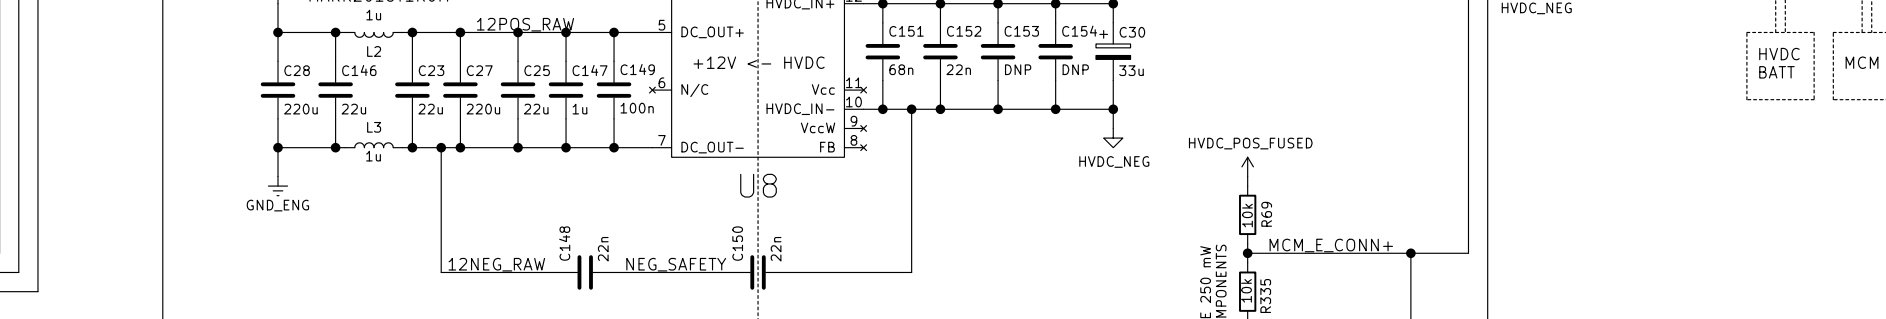 1u
12POS_RAW
5
DC_OUT+
HVDC_IN+
12
HVDC_NEG
L2
C151
C152
C153
C154
+
C30
+12V <- HVDC
68n
22n
DNP
DNP
33u
HVDC
BATT
MCM
C28
C146
C23
C27
C25
C147
C149
6
N/C
Vcc
11
220u
22u
22u
220u
22u
1u
100n
HVDC_IN-
10
L3
VccW
9
1u
7
DC_OUT-
FB
8
HVDC_NEG
HVDC_POS_FUSED
U8
GND_ENG
10k
R69
C148
22n
C150
22n
MCM_E_CONN+
12NEG_RAW
NEG_SAFETY
E 250 mW
MPONENTS
10k
R335